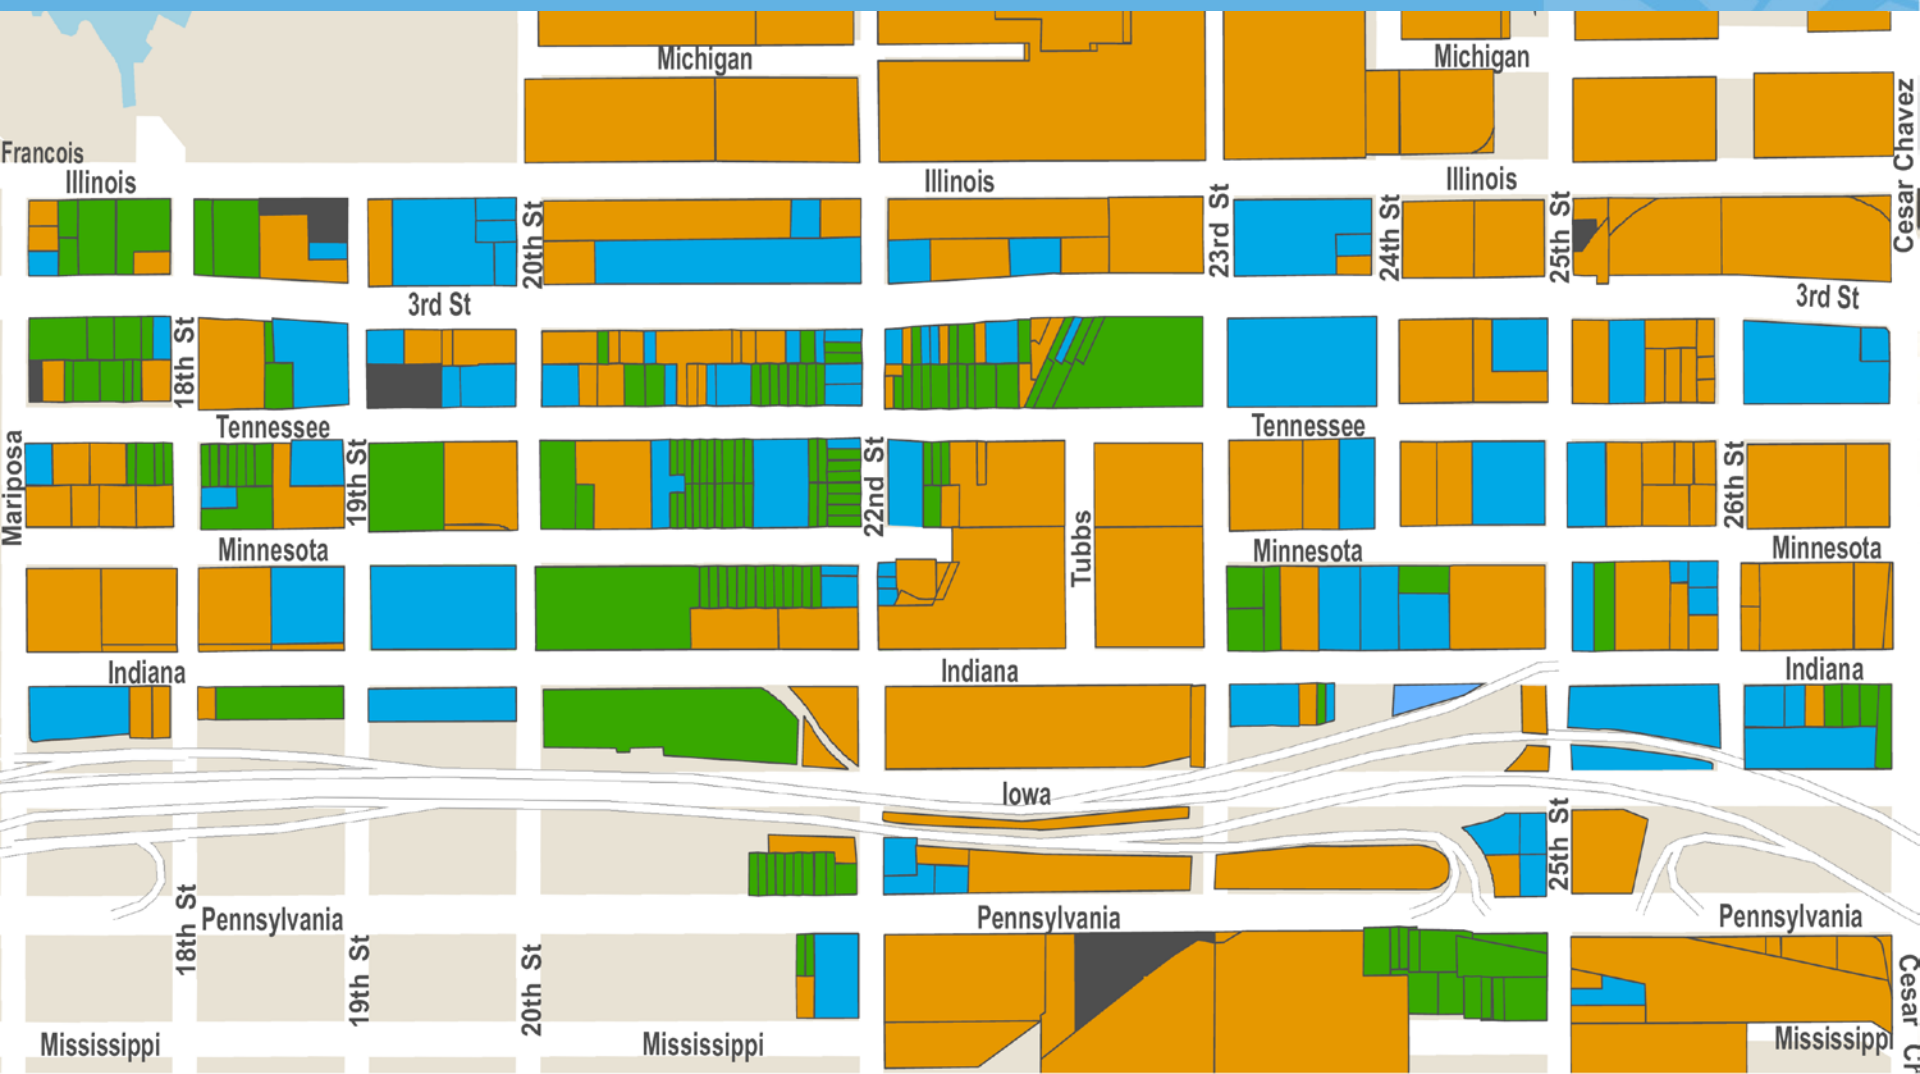 Michigan
Michigan
Cesar Chavez
Francois
Illinois
Illinois
Illinois
20th St
23rd St
24th St
25th St
3rd St
3rd St
18th St
Tennessee
Tennessee
Mariposa
19th St
22nd St
26th St
Tubbs
Minnesota
Minnesota
Minnesota
Indiana
Indiana
Indiana
Iowa
25th St
18th St
Pennsylvania
Pennsylvania
Pennsylvania
19th St
20th St
Cesar
Mississippi
Mississippi
Mississippi